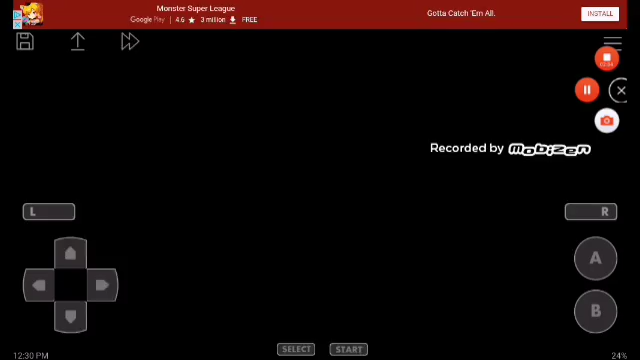 Monster Super League
Google Play | 4.6 ★ 3 million FREE
Gotta Catch 'Em All.
INSTALL
Recorded by mobizen
L
R
A
B
SELECT START
12:30 PM
24%